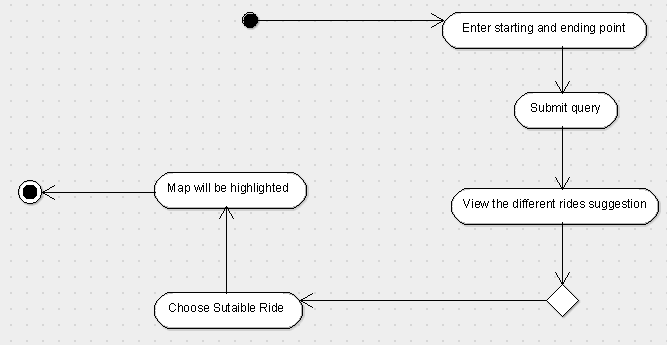 Enter starting and ending point
Submit query
View the different rides suggestion
Choose Sutaible Ride
Map will be highlighted